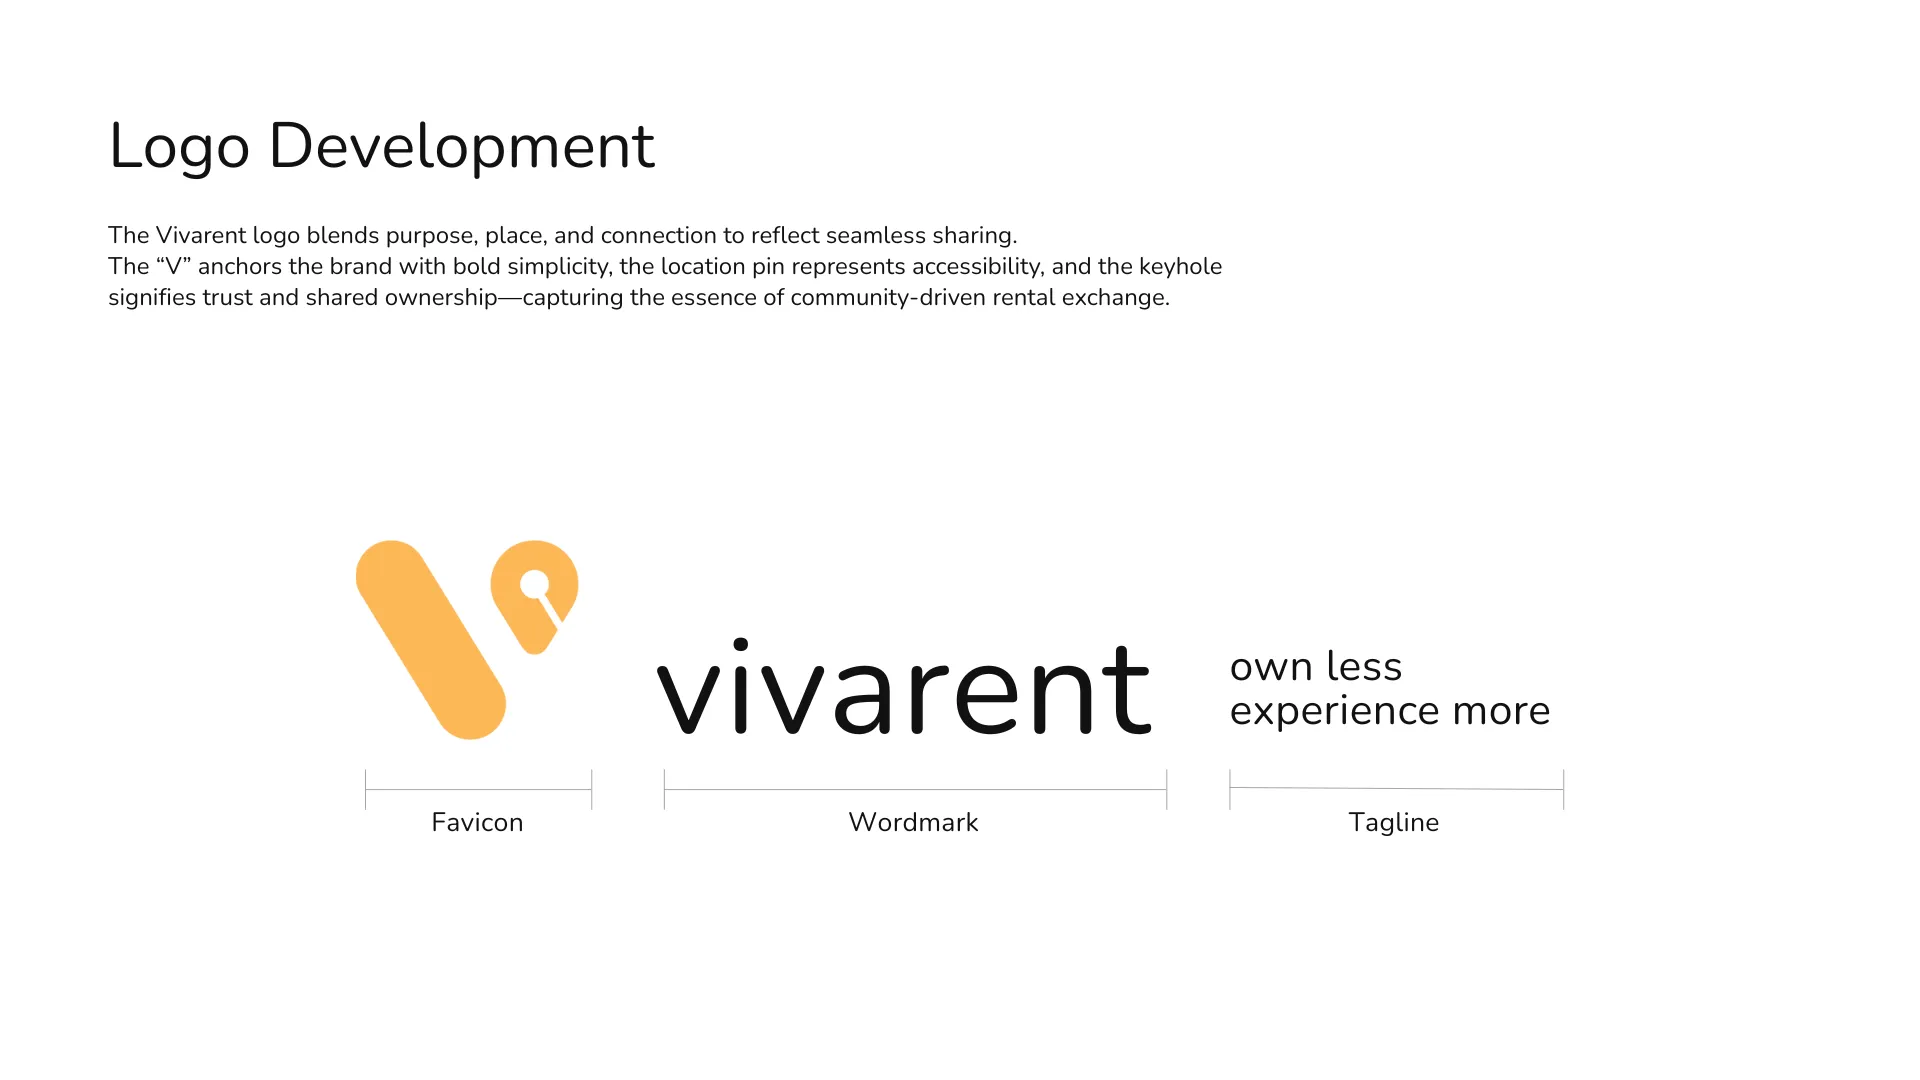 Logo Development
The Vivarent logo blends purpose, place, and connection to reflect seamless sharing.
The “V” anchors the brand with bold simplicity, the location pin represents accessibility, and the keyhole
signifies trust and shared ownership—capturing the essence of community-driven rental exchange.
vivarent
own less
experience more
Favicon
Wordmark
Tagline